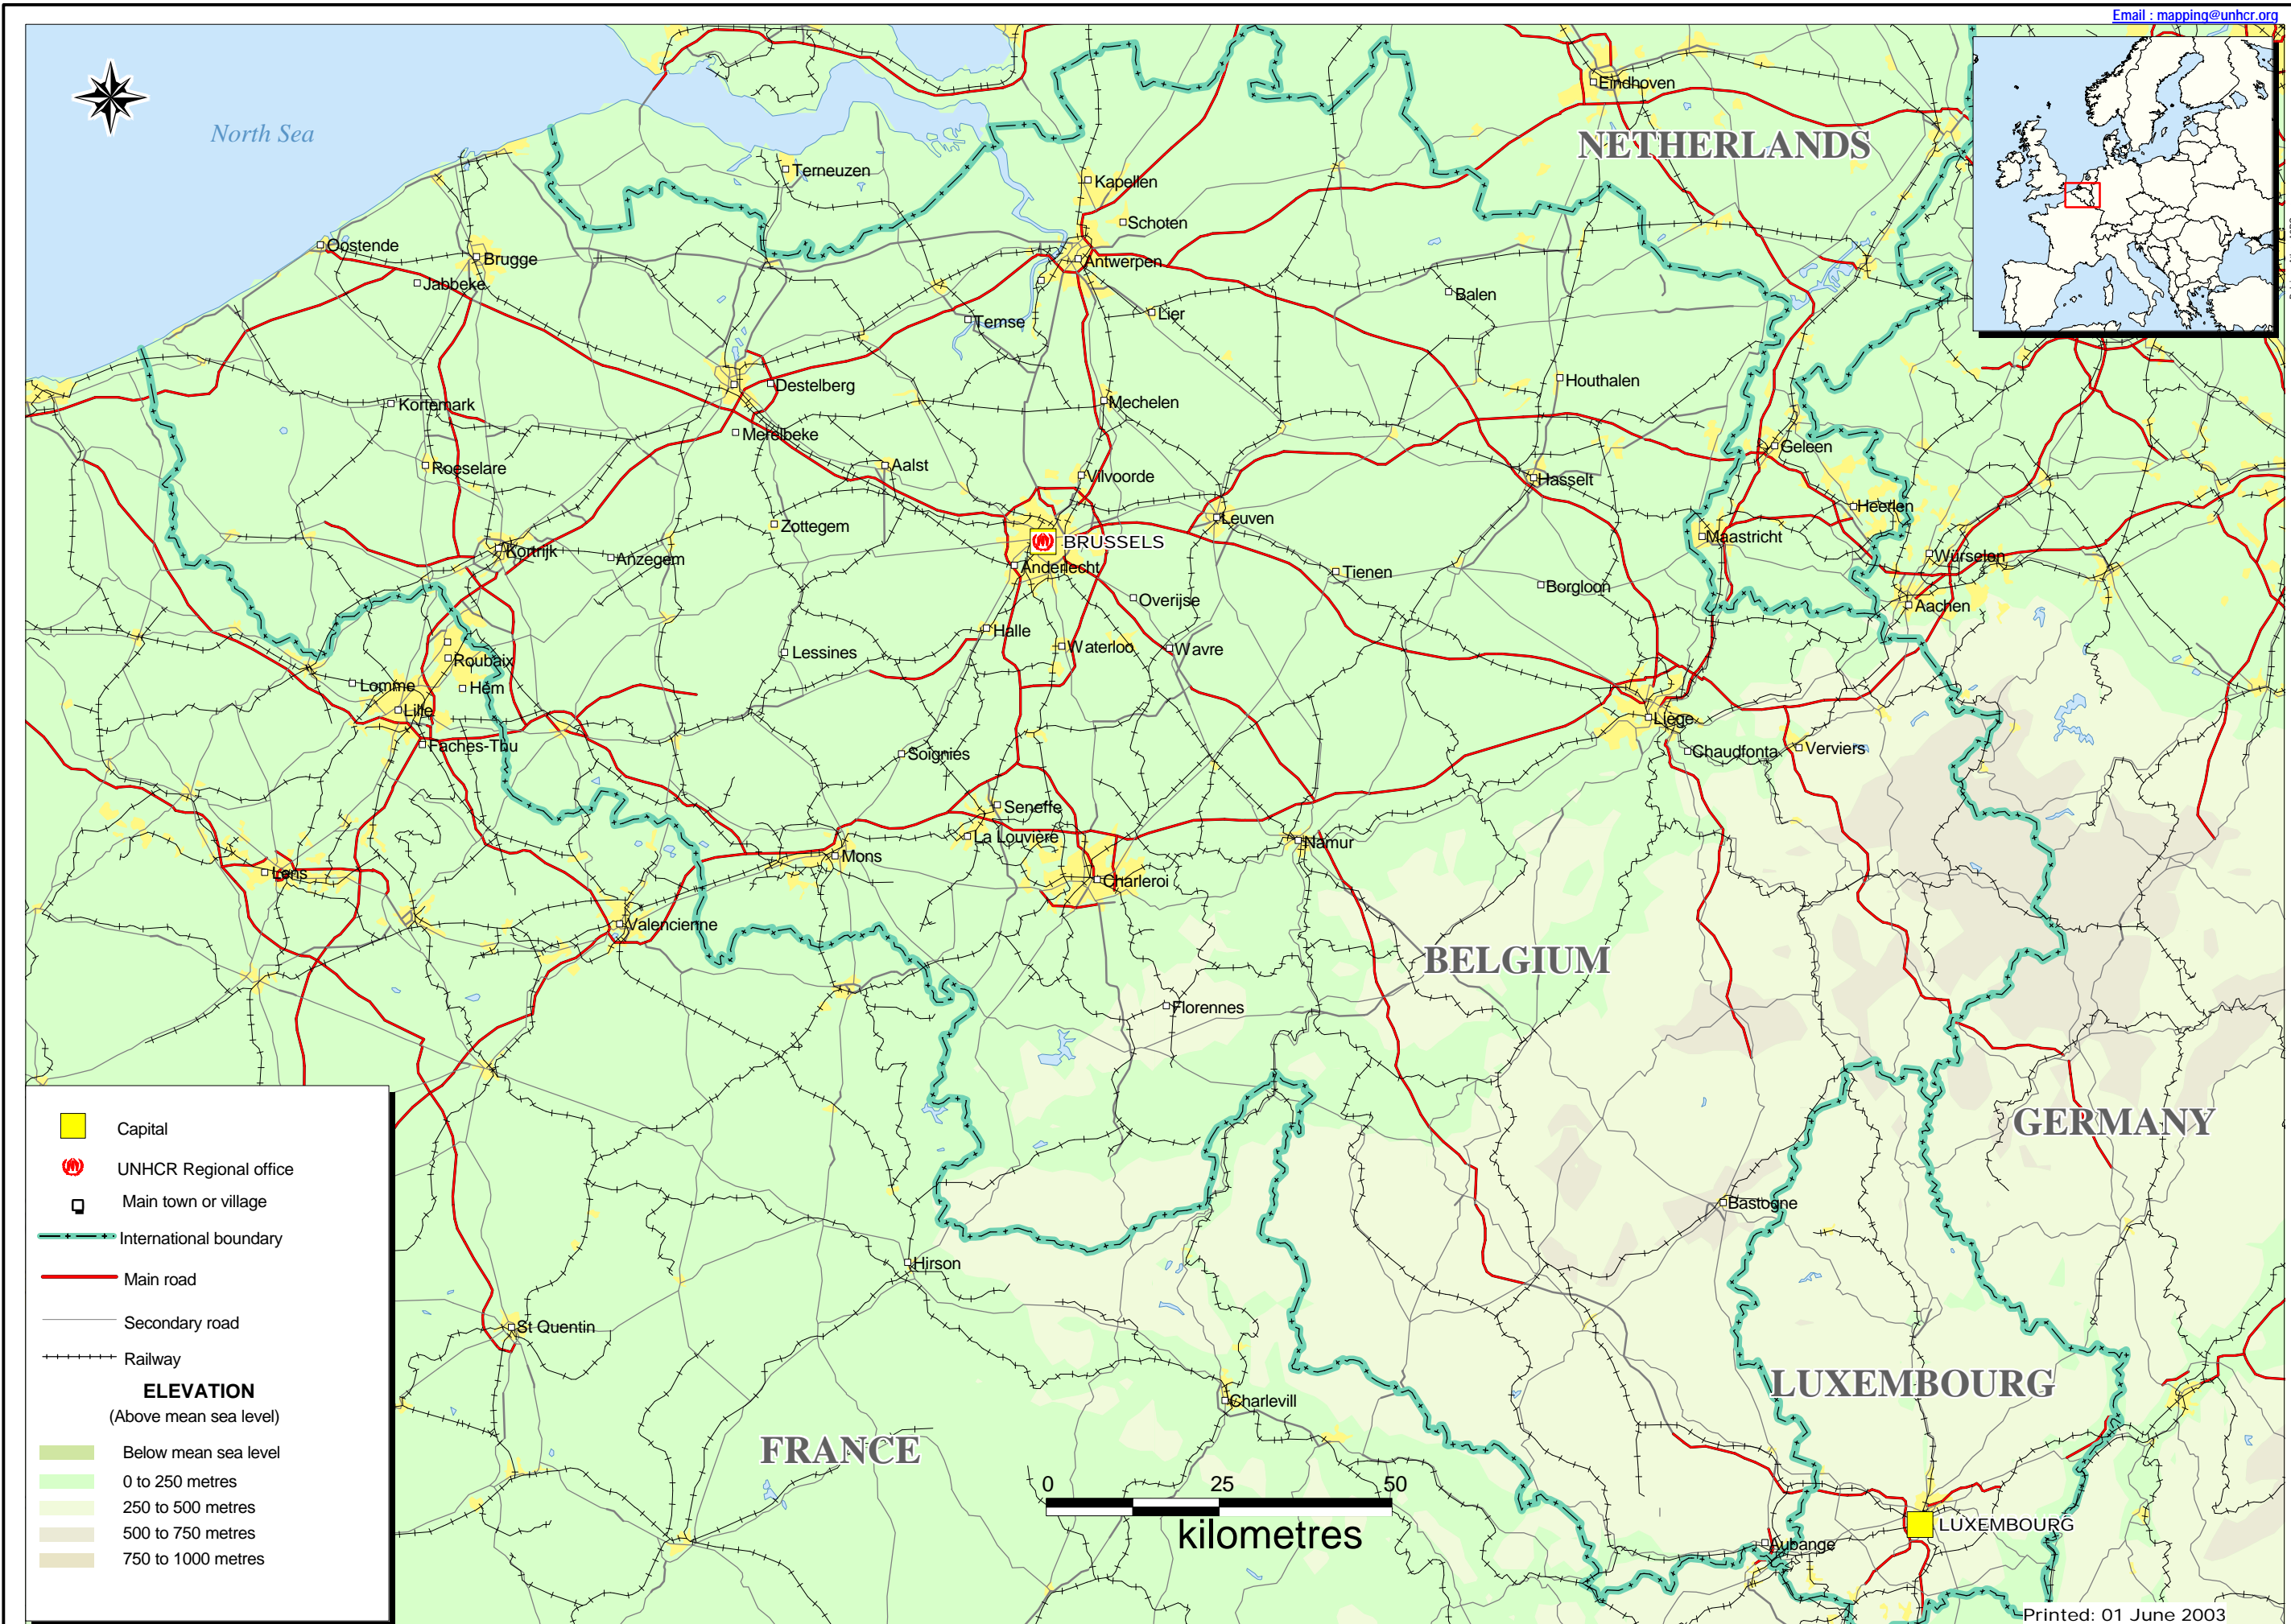 Email : mapping@unhcr.org
North Sea
Eindhoven
NETHERLANDS
Terneuzen
Kapellen
Schoten
Oostende
Brugge
Antwerpen
Jabbeke
Balen
Temse
Lier
Destelberg
Houthalen
Kortemark
Mechelen
Merelbeke
Geleen
Roeselare
Aalst
Vilvoorde
Hasselt
Heerlen
Zottegem
Leuven
BRUSSELS
Maastricht
Kortrijk
Anzegem
Würselen
Anderlecht
Tienen
Borgloon
Overijse
Aachen
Halle
Waterloo
Wavre
Lessines
Roubaix
Lomme
Hem
Lille
Liège
Faches-Thu
Soignies
Chaudfonta
Verviers
Seneffe
La Louvière
Namur
Mons
Lens
Charleroi
Valencienne
BELGIUM
Florennes
GERMANY
Bastogne
Hirson
St Quentin
LUXEMBOURG
Charlevill
FRANCE
LUXEMBOURG
Aubange
Capital
UNHCR Regional office
Main town or village
International boundary
Main road
Secondary road
Railway
ELEVATION
(Above mean sea level)
Below mean sea level
0 to 250 metres
250 to 500 metres
500 to 750 metres
750 to 1000 metres
0 25 50
kilometres
Printed: 01 June 2003